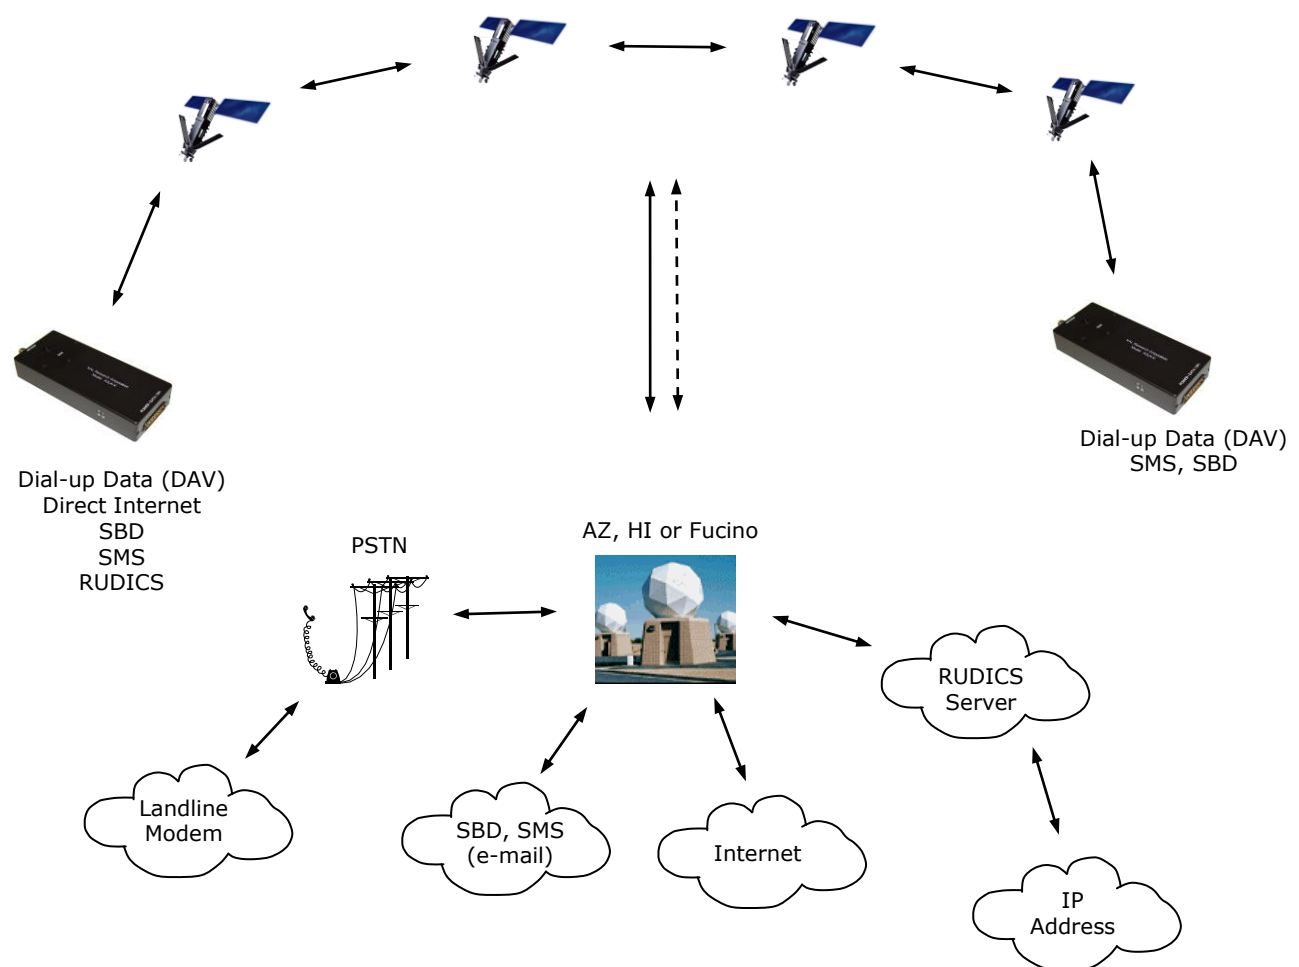 Dial-up Data (DAV)
Direct Internet
SBD
SMS
RUDICS
Dial-up Data (DAV)
SMS, SBD
PSTN
AZ, HI or Fucino
RUDICS
Server
Landline
Modem
SBD, SMS
(e-mail)
Internet
IP
Address